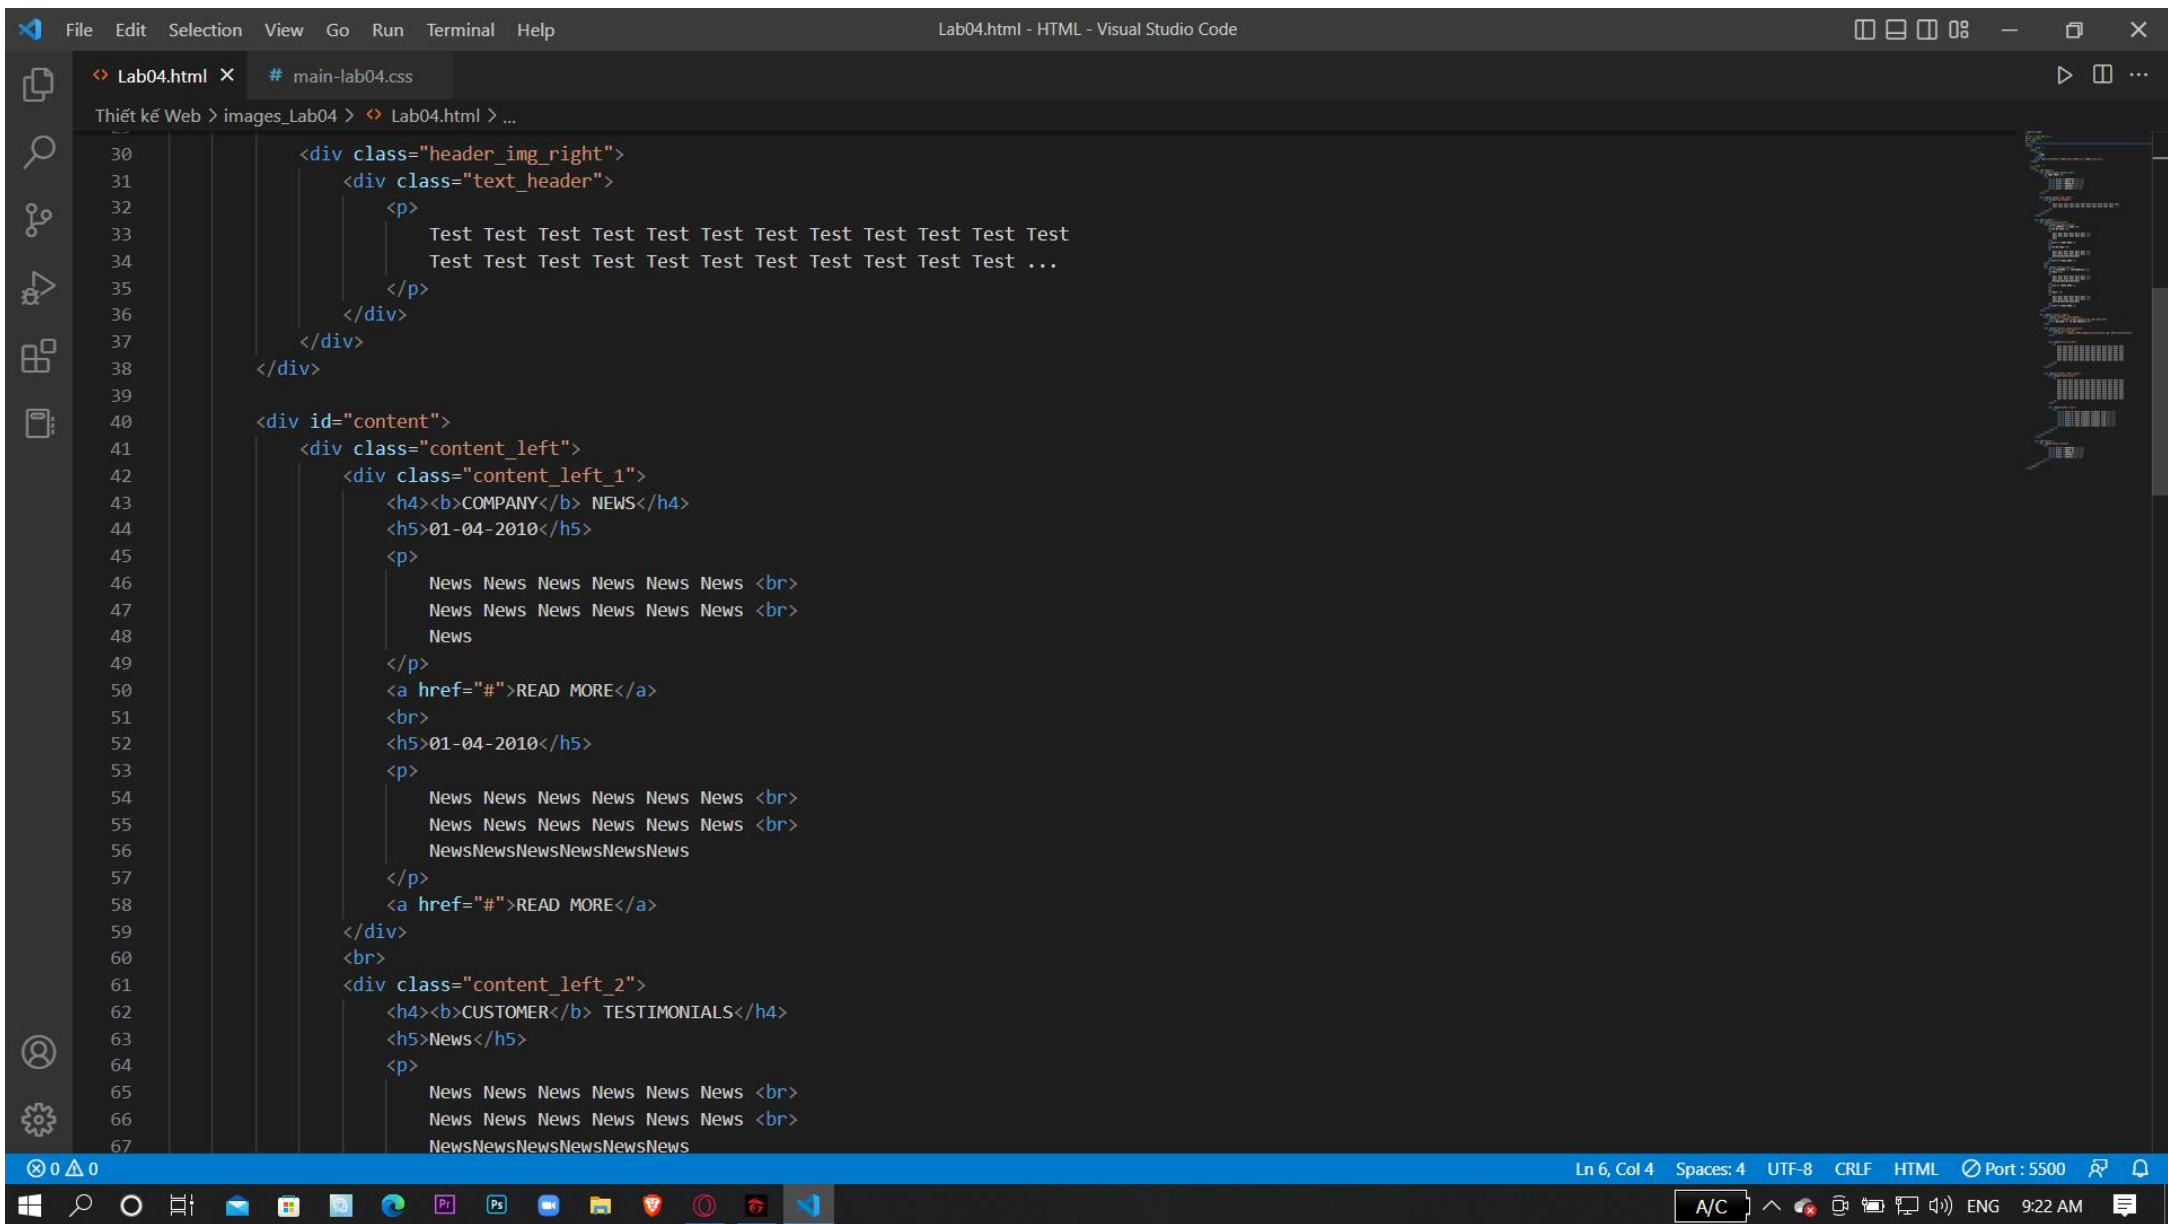 File Edit Selection View Go Run Terminal Help
Lab04.html - HTML - Visual Studio Code
Lab04.html
# main-lab04.css
Thiết kế Web > images_Lab04 > Lab04.html > ...
30 <div class="header_img_right">
31 <div class="text_header">
32 <p>
33 Test Test Test Test Test Test Test Test Test Test Test Test
34 Test Test Test Test Test Test Test Test Test Test Test ...
35 </p>
36 </div>
37 </div>
38 </div>
39
40 <div id="content">
41 <div class="content_left">
42 <div class="content_left_1">
43 <h4><b>COMPANY</b> NEWS</h4>
44 <h5>01-04-2010</h5>
45 <p>
46 News News News News News News <br>
47 News News News News News News <br>
48 News
49 </p>
50 <a href="#">READ MORE</a>
51 <br>
52 <h5>01-04-2010</h5>
53 <p>
54 News News News News News News <br>
55 News News News News News News <br>
56 NewsNewsNewsNewsNewsNews
57 </p>
58 <a href="#">READ MORE</a>
59 </div>
60 <br>
61 <div class="content_left_2">
62 <h4><b>CUSTOMER</b> TESTIMONIALS</h4>
63 <h5>News</h5>
64 <p>
65 News News News News News News <br>
66 News News News News News News <br>
67 NewsNewsNewsNewsNewsNews
0 0
Ln 6, Col 4 Spaces: 4 UTF-8 CRLF HTML Port : 5500
Pr Ps
A/C ENG 9:22 AM